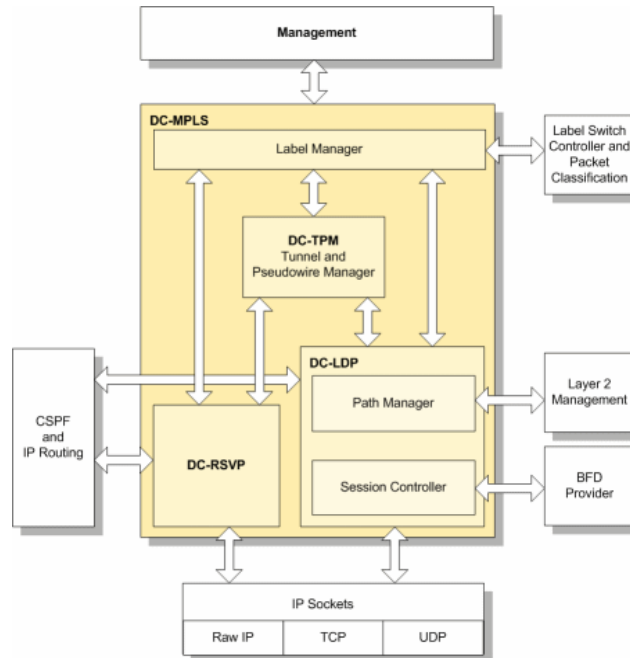 Management
DC-MPLS
Label Manager
Label Switch
Controller and
Packet
Classification
DC-TPM
Tunnel and
Pseudowire Manager
DC-LDP
Path Manager
Layer 2
Management
CSPF
and
IP Routing
DC-RSVP
Session Controller
BFD
Provider
IP Sockets
Raw IP
TCP
UDP